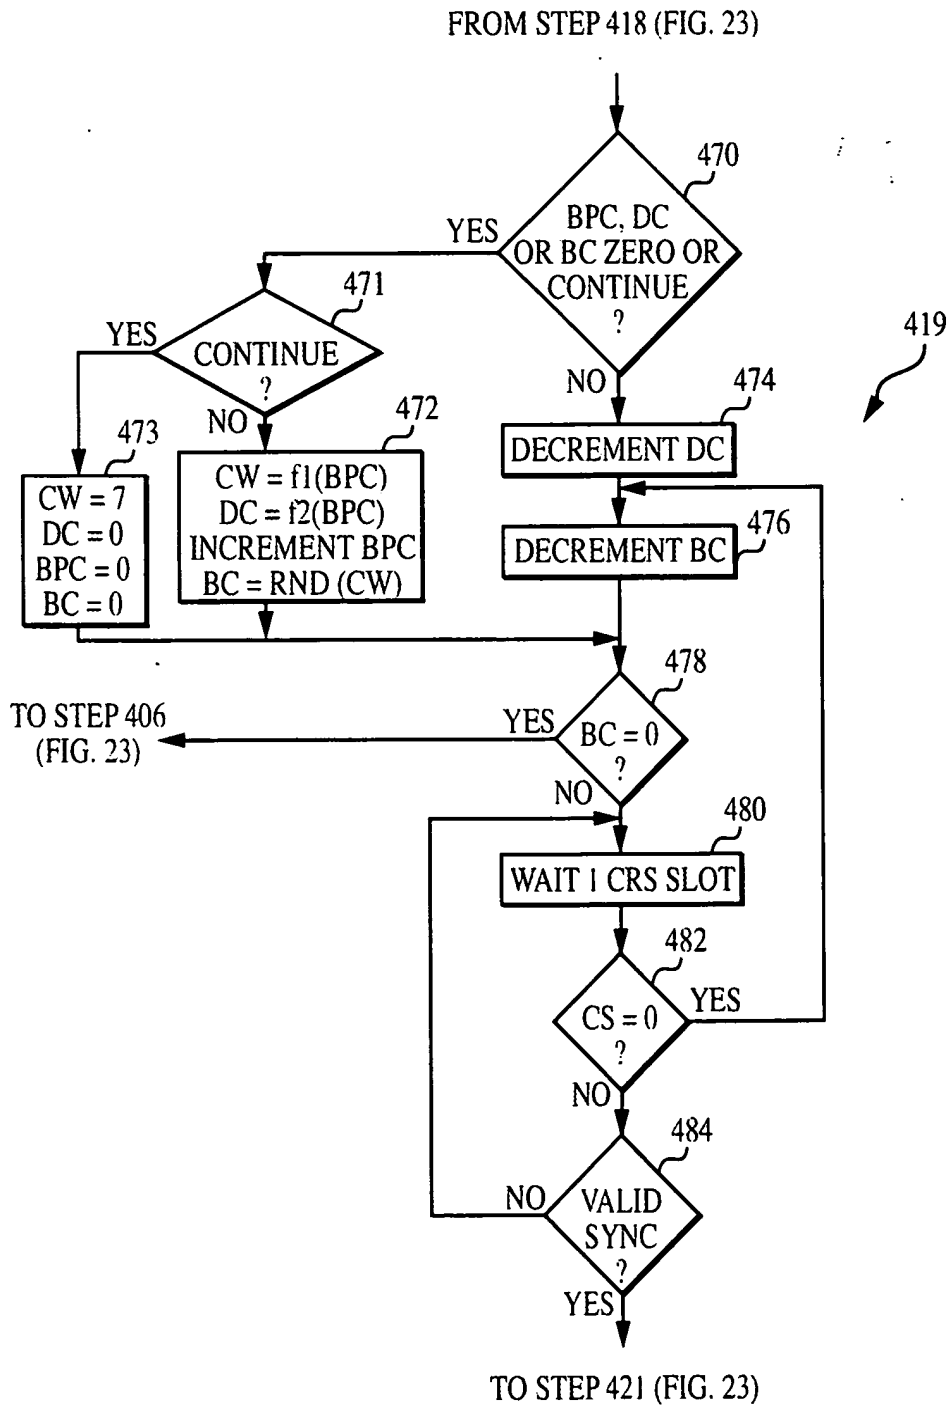 FROM STEP 418 (FIG. 23)
470
BPC, DC
OR BC ZERO OR
CONTINUE
?
YES
NO
471
CONTINUE
?
YES
NO
419
473
CW = 7
DC = 0
BPC = 0
BC = 0
472
CW = f1(BPC)
DC = f2(BPC)
INCREMENT BPC
BC = RND (CW)
474
DECREMENT DC
476
DECREMENT BC
478
BC = 0
?
YES
NO
TO STEP 406
(FIG. 23)
480
WAIT 1 CRS SLOT
482
CS = 0
?
YES
NO
484
VALID
SYNC
?
NO
YES
TO STEP 421 (FIG. 23)